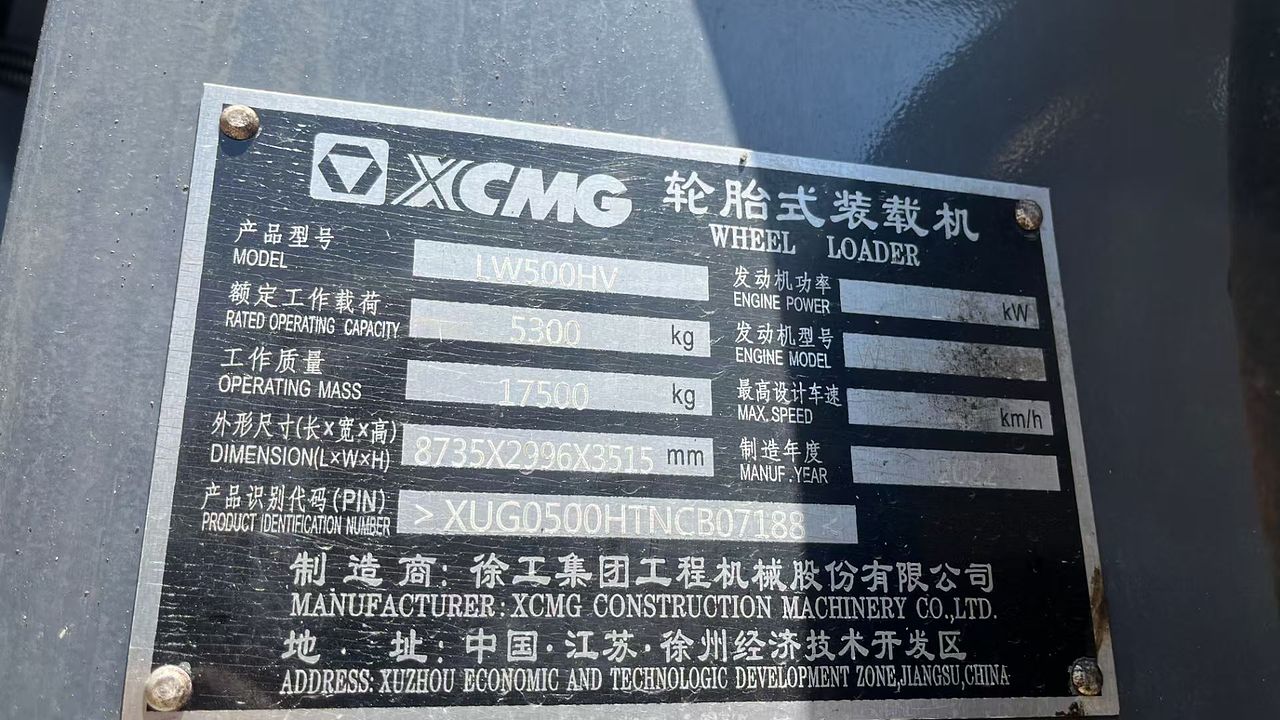 XCMG 轮胎式装载机
WHEEL LOADER
产品型号
MODEL
LW500HV
额定工作载荷
RATED OPERATING CAPACITY
5300 kg
工作质量
OPERATING MASS
17500 kg
外形尺寸(长×宽×高)
DIMENSION(L×W×H)
8735X2996X3515 mm
产品识别代码(PIN)
PRODUCT IDENTIFICATION NUMBER
>XUG0500HTNCB07188<
发动机功率
ENGINE POWER
kW
发动机型号
ENGINE MODEL
最高设计车速
MAX.SPEED
km/h
制造年度
MANUF.YEAR
2022
制造商:徐工集团工程机械股份有限公司
MANUFACTURER:XCMG CONSTRUCTION MACHINERY CO.,LTD.
地·址:中国·江苏·徐州经济技术开发区
ADDRESS:XUZHOU ECONOMIC AND TECHNOLOGIC DEVELOPMENT ZONE,JIANGSU,CHINA